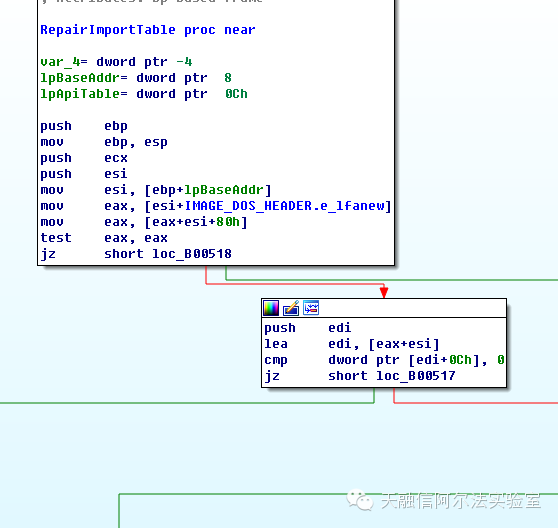 ; Attributes: bp-based frame
RepairImportTable proc near
var_4= dword ptr -4
lpBaseAddr= dword ptr  8
lpApiTable= dword ptr  0Ch
push    ebp
mov     ebp, esp
push    ecx
push    esi
mov     esi, [ebp+lpBaseAddr]
mov     eax, [esi+IMAGE_DOS_HEADER.e_lfanew]
mov     eax, [eax+esi+80h]
test    eax, eax
jz      short loc_B00518
push    edi
lea     edi, [eax+esi]
cmp     dword ptr [edi+0Ch], 0
jz      short loc_B00517
天融信阿尔法实验室